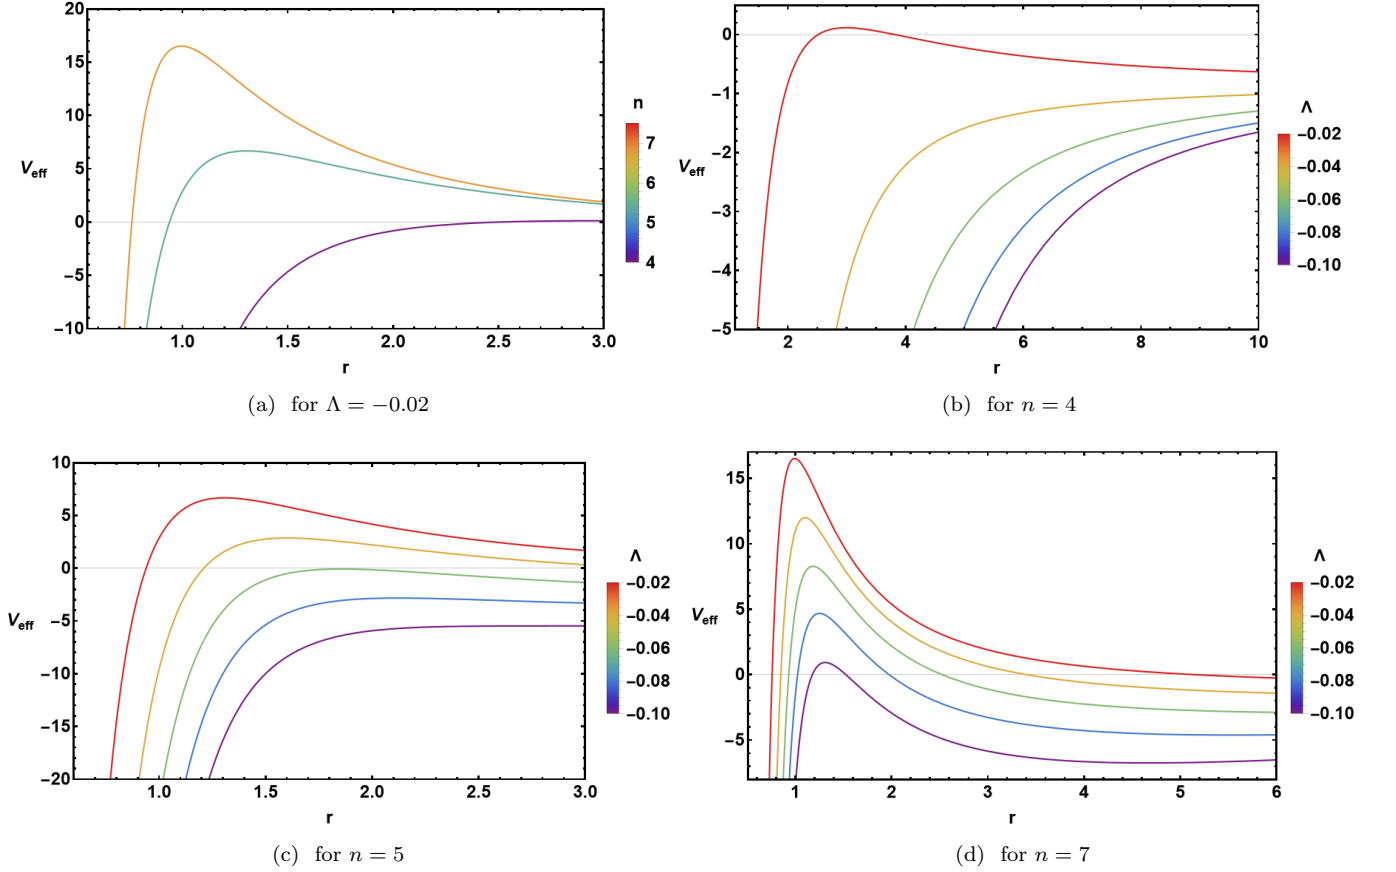 20
15
10
5
0
−5
−10
V_eff
1.0 1.5 2.0 2.5 3.0
r
n
7
6
5
4
(a) for Λ = −0.02
0
−1
−2
−3
−4
−5
V_eff
2 4 6 8 10
r
Λ
−0.02
−0.04
−0.06
−0.08
−0.10
(b) for n = 4
10
5
0
−5
−10
−15
−20
V_eff
1.0 1.5 2.0 2.5 3.0
r
Λ
−0.02
−0.04
−0.06
−0.08
−0.10
(c) for n = 5
15
10
5
0
−5
V_eff
1 2 3 4 5 6
r
Λ
−0.02
−0.04
−0.06
−0.08
−0.10
(d) for n = 7